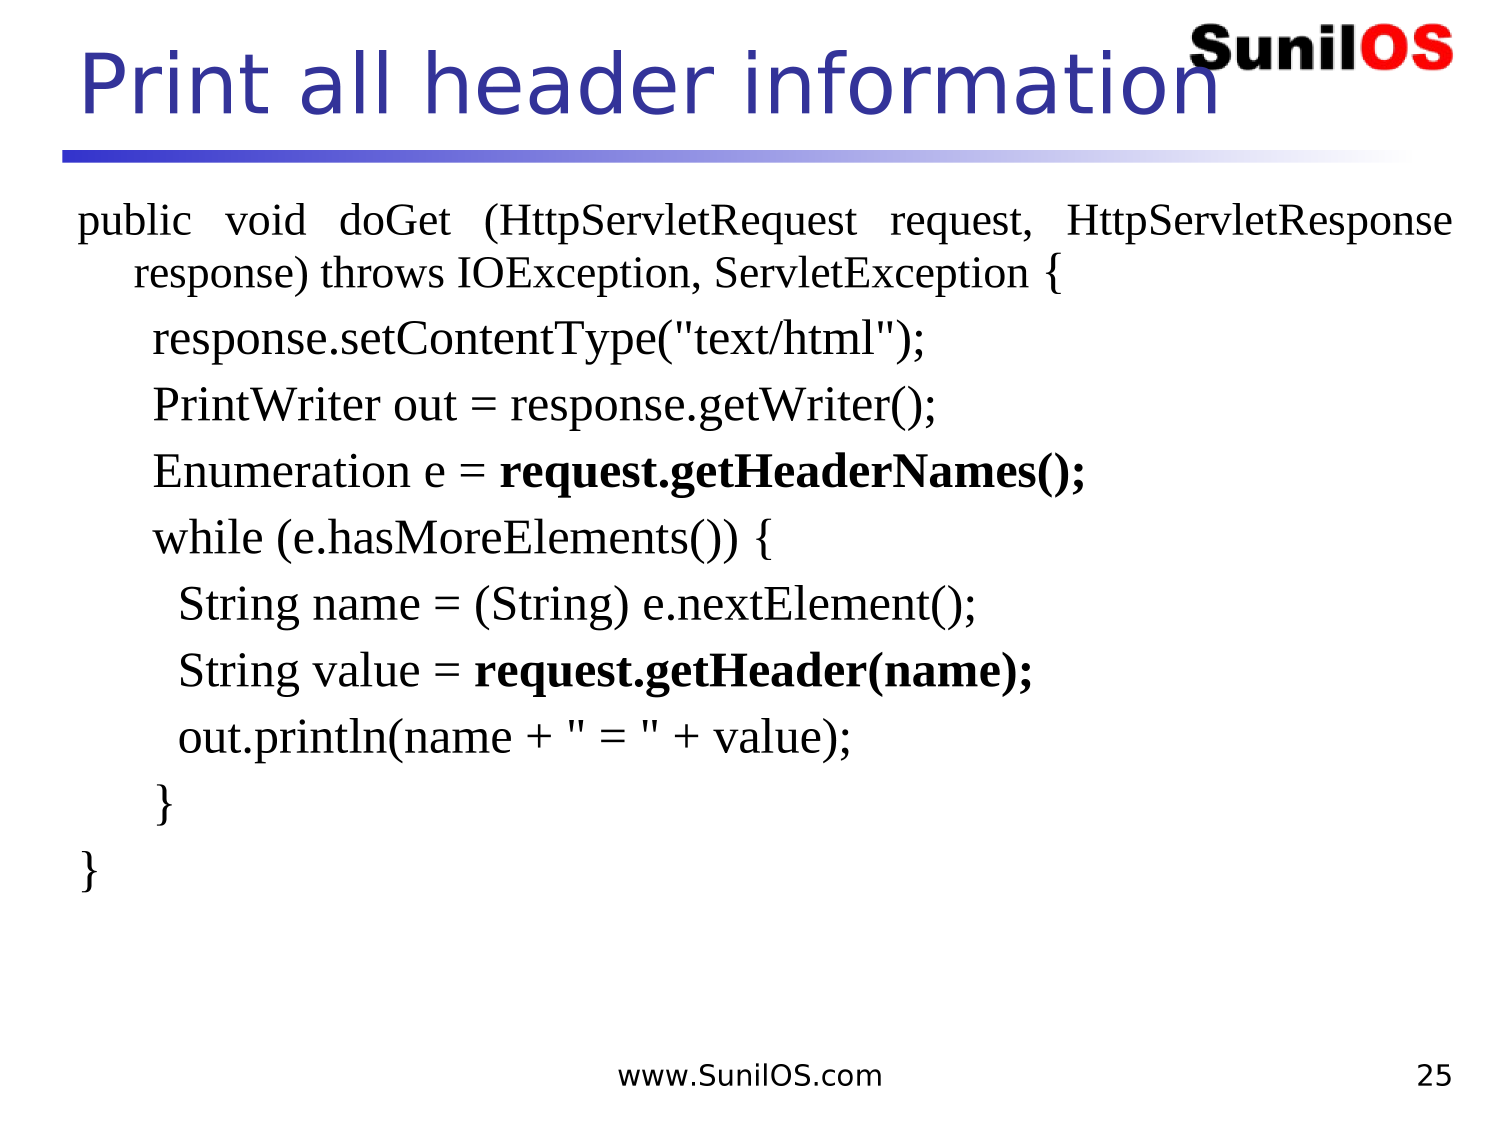 SunilOS
Print all header information
public void doGet (HttpServletRequest request, HttpServletResponse
response) throws IOException, ServletException {
response.setContentType("text/html");
PrintWriter out = response.getWriter();
Enumeration e = request.getHeaderNames();
while (e.hasMoreElements()) {
String name = (String) e.nextElement();
String value = request.getHeader(name);
out.println(name + " = " + value);
}
}
www.SunilOS.com
25